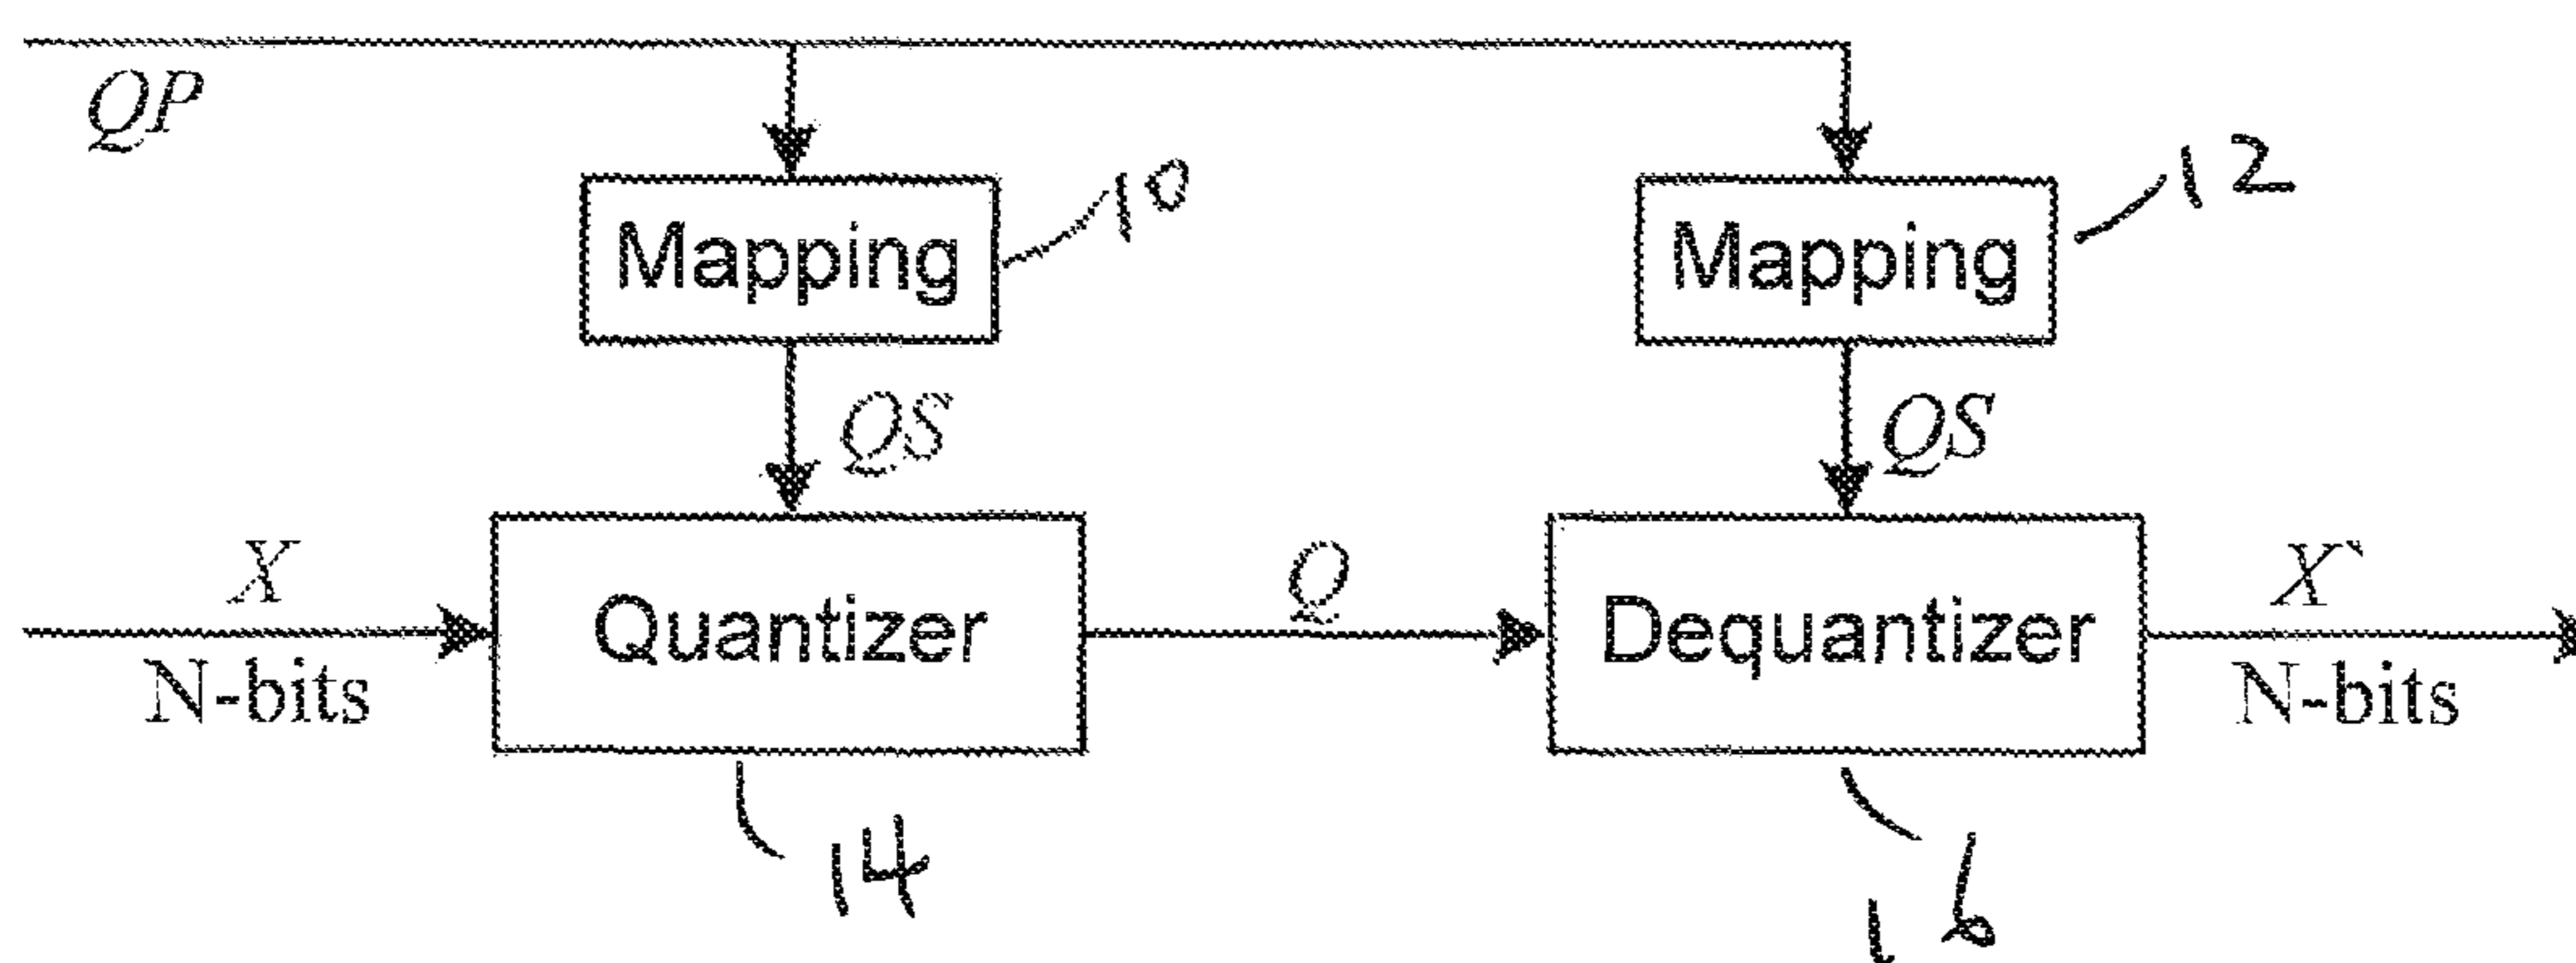 QP
Mapping
10
Mapping
12
QS
QS
X
N-bits
Quantizer
Q
Dequantizer
X`
N-bits
14
16